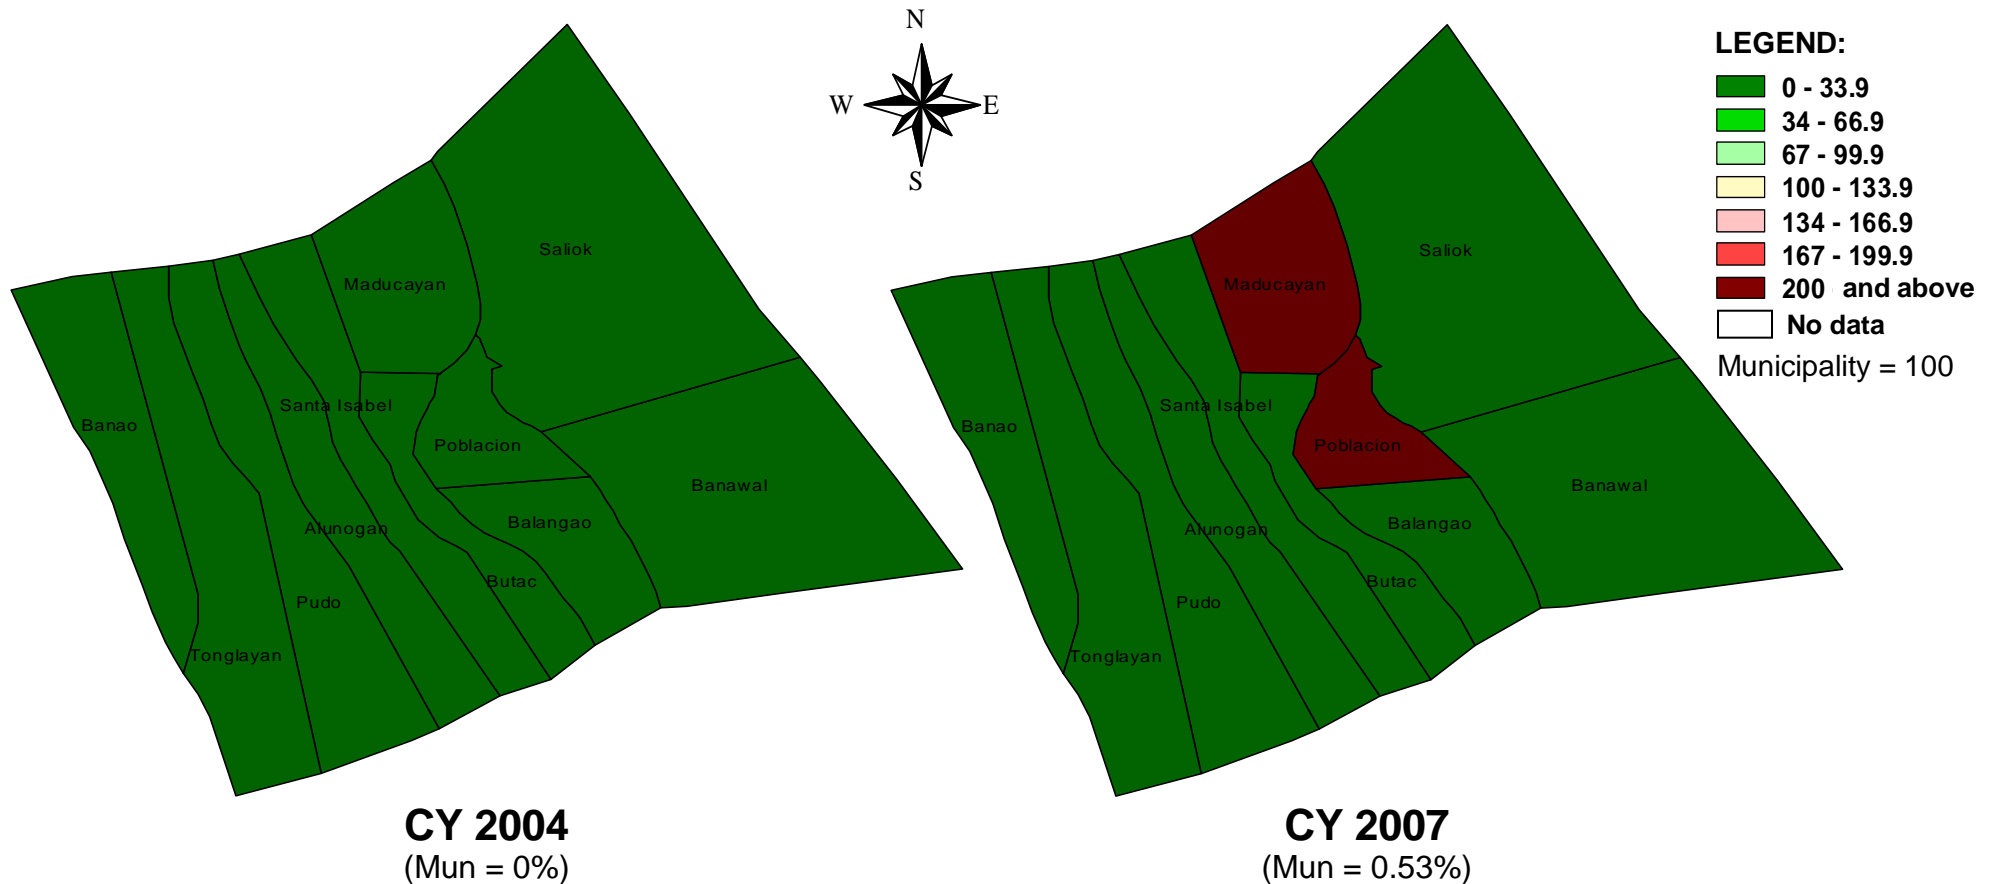 N
W
E
S
LEGEND:
0 - 33.9
34 - 66.9
67 - 99.9
100 - 133.9
134 - 166.9
167 - 199.9
200 and above
No data
Municipality = 100
Saliok
Maducayan
Santa Isabel
Banao
Poblacion
Banawal
Balangao
Alunogan
Butac
Pudo
Tonglayan
CY 2004
(Mun = 0%)
Saliok
Maducayan
Santa Isabel
Banao
Poblacion
Banawal
Balangao
Alunogan
Butac
Pudo
Tonglayan
CY 2007
(Mun = 0.53%)